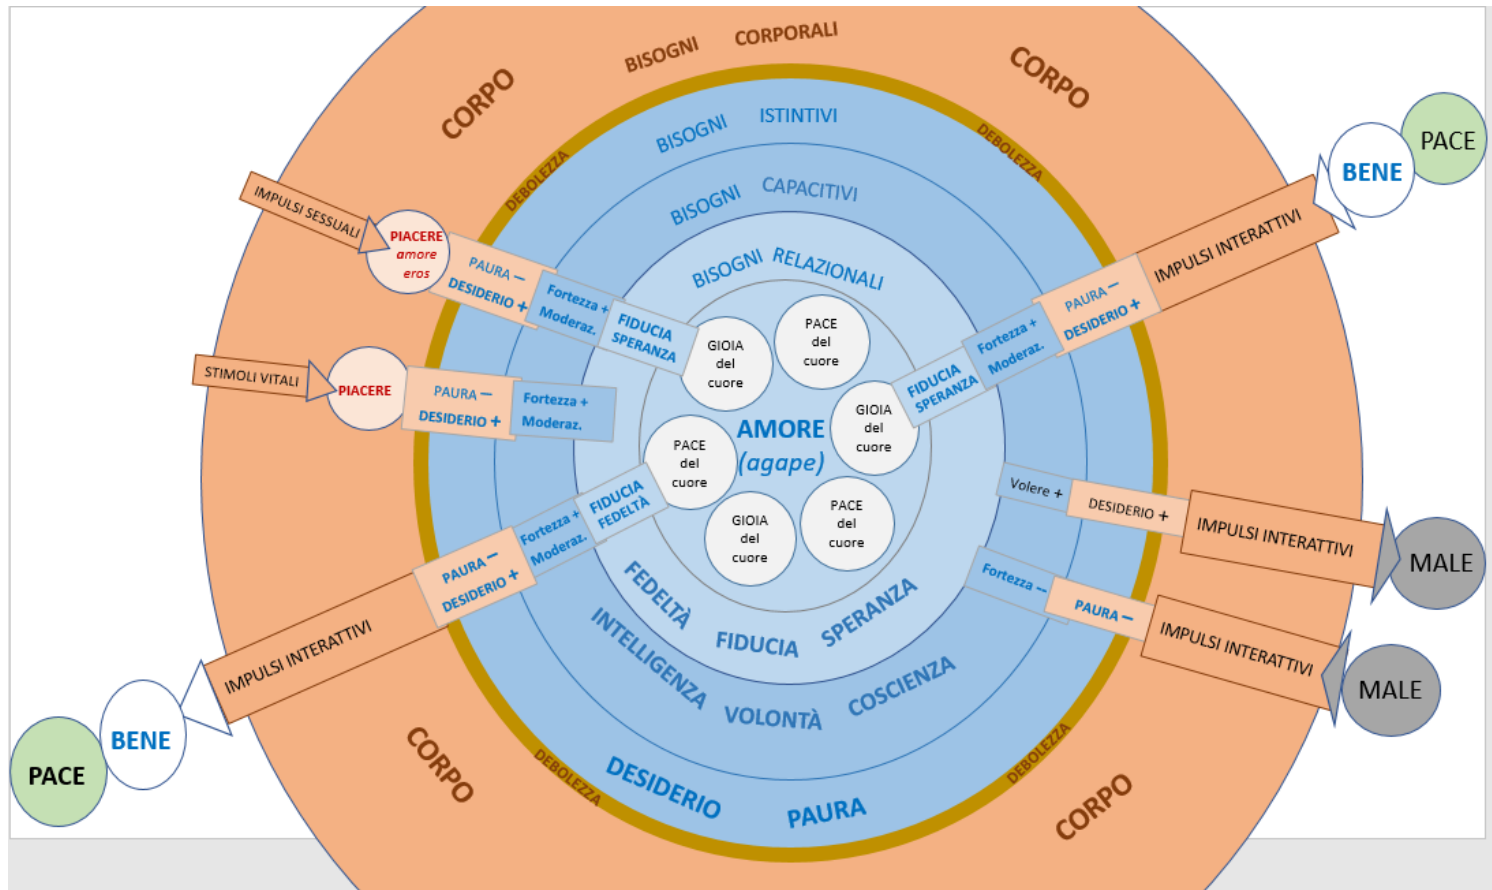 BISOGNI CORPORALI
CORPO
CORPO
DEBOLEZZA
DEBOLEZZA
BISOGNI ISTINTIVI
BISOGNI CAPACITIVI
BISOGNI RELAZIONALI
PACE
BENE
IMPULSI INTERATTIVI
PAURA –
DESIDERIO +
Fortezza +
Moderaz.
FIDUCIA
SPERANZA
IMPULSI SESSUALI
PIACERE
amore
eros
PAURA –
DESIDERIO +
Fortezza +
Moderaz.
FIDUCIA
SPERANZA
GIOIA
del
cuore
PACE
del
cuore
STIMOLI VITALI
PIACERE
PAURA –
DESIDERIO +
Fortezza +
Moderaz.
AMORE
(agape)
GIOIA
del
cuore
PACE
del
cuore
GIOIA
del
cuore
PACE
del
cuore
FIDUCIA
FEDELTÀ
Fortezza +
Moderaz.
PAURA –
DESIDERIO +
IMPULSI INTERATTIVI
BENE
PACE
Volere +
DESIDERIO +
IMPULSI INTERATTIVI
MALE
Fortezza --
PAURA –
IMPULSI INTERATTIVI
MALE
FEDELTÀ FIDUCIA SPERANZA
INTELLIGENZA VOLONTÀ COSCIENZA
DESIDERIO PAURA
DEBOLEZZA
DEBOLEZZA
CORPO
CORPO